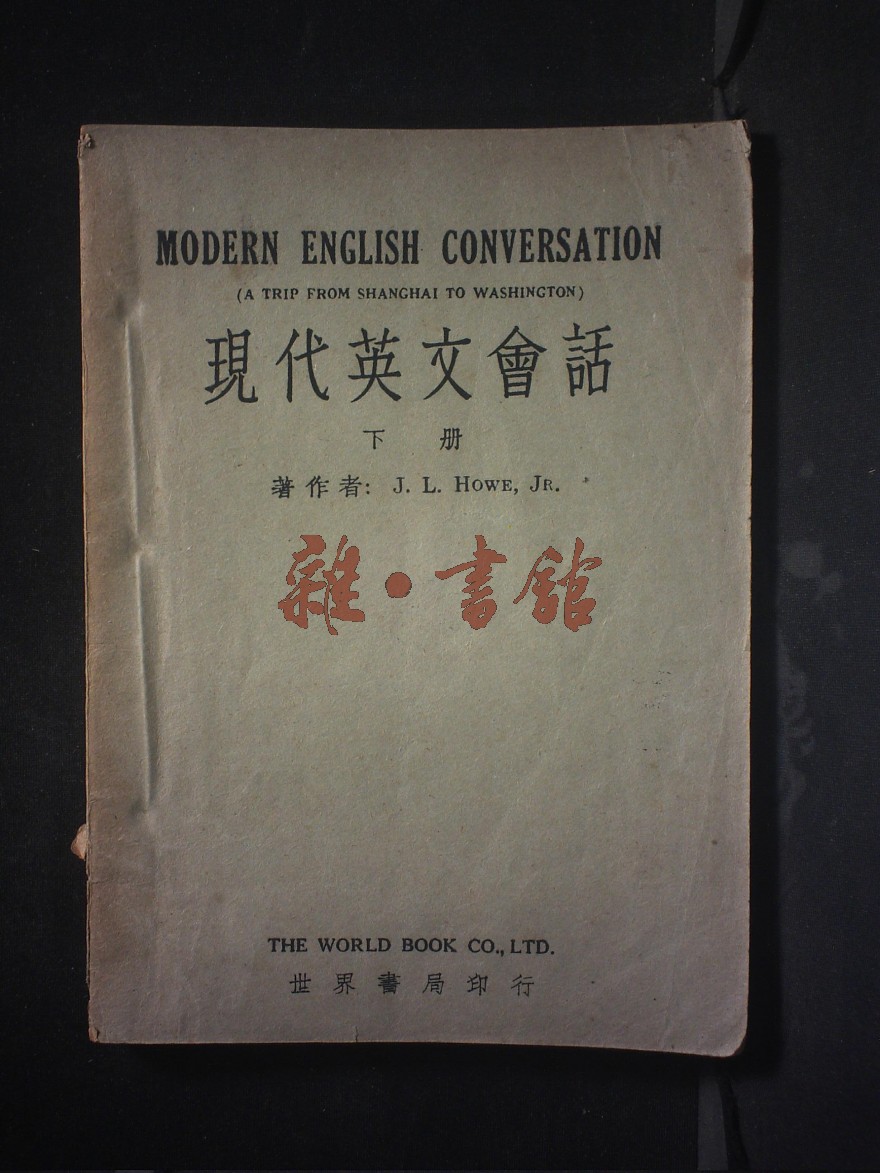 MODERN ENGLISH CONVERSATION
(A TRIP FROM SHANGHAI TO WASHINGTON)
現代英文會話
下册
著作者: J. L. HOWE, JR.
雜·書館
THE WORLD BOOK CO., LTD.
世界書局印行